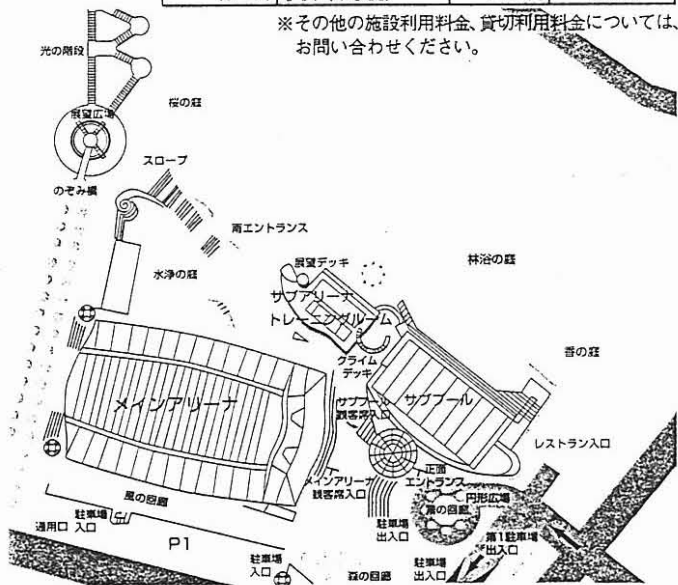 ※その他の施設利用料金、貸切利用料金については、
お問い合わせください。
光の階段
桜の庭
展望広場
スロープ
のぞみ橋
南エントランス
水浄の庭
展望デッキ
林浴の庭
サブアリーナ
トレーニングルーム
クライム
デッキ
香の庭
メインアリーナ
サブプール
観客席入口
サブプール
レストラン入口
正面
エントランス
メインアリーナ
観客席入口
円形広場
風の回廊
風の回廊
通用口
駐車場
入口
P1
駐車場
出入口
第1駐車場
出入口
駐車場
入口
駐車場
出入口
森の回廊